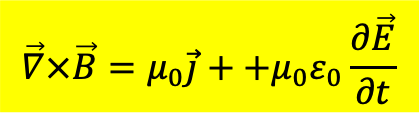 ∇⃗×B⃗ = μ₀j⃗ + +μ₀ε₀ ∂E⃗/∂t